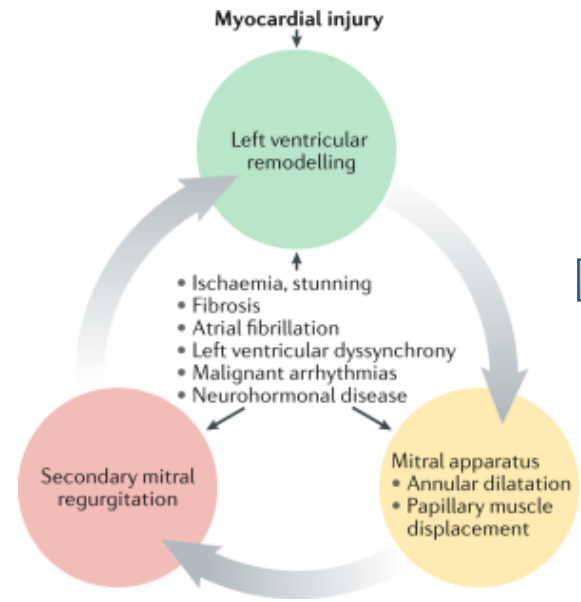 Myocardial injury
Left ventricular
remodelling
• Ischaemia, stunning
• Fibrosis
• Atrial fibrillation
• Left ventricular dyssynchrony
• Malignant arrhythmias
• Neurohormonal disease
Secondary mitral
regurgitation
Mitral apparatus
• Annular dilatation
• Papillary muscle
displacement